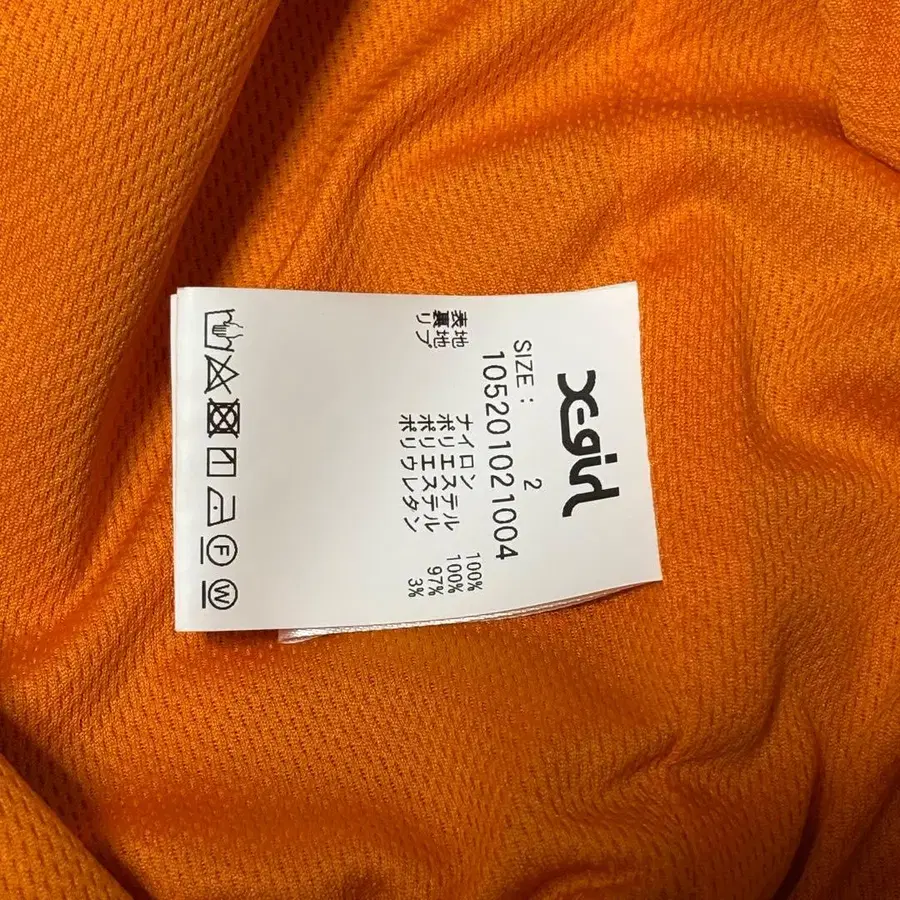 X-girl
SIZE : 2
105201021004
表地 ナイロン 100%
裏地 ポリエステル 100%
リブ ポリエステル 97%
ポリウレタン 3%
F
W